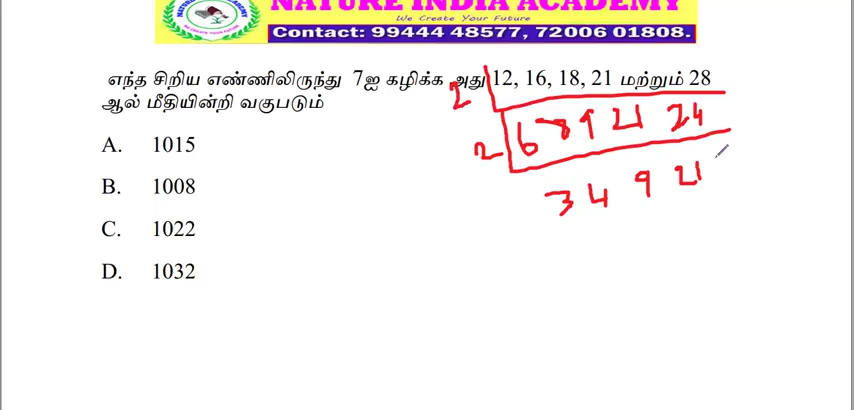 NATURE INDIA ACADEMY
We Create Your Future
Contact: 99444 48577, 72006 01808.
எந்த சிறிய எண்ணிலிருந்து 7ஐ கழிக்க அது 12, 16, 18, 21 மற்றும் 28
ஆல் மீதியின்றி வகுபடும்
2
2 6 8 9 21 24
3 4 9 21
A. 1015
B. 1008
C. 1022
D. 1032